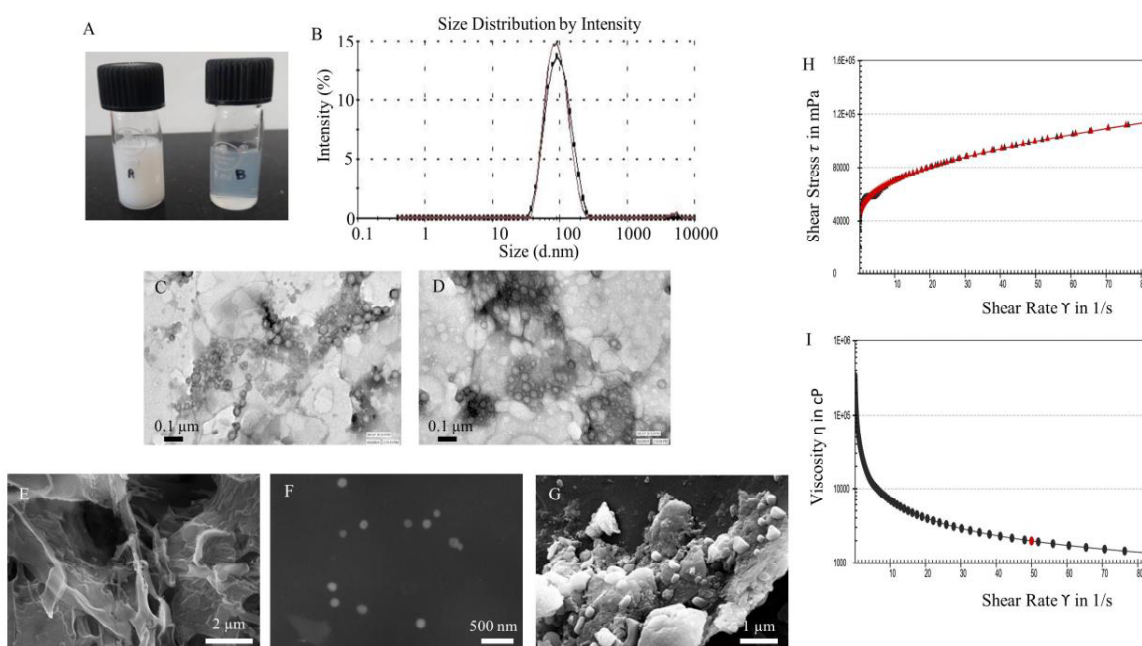 A
A
B
B
Size Distribution by Intensity
15
10
5
0
Intensity (%)
0.1 1 10 100 1000 10000
Size (d.nm)
C
0.1 µm
D
0.1 µm
E
2 µm
F
500 nm
G
1 µm
H
1.6E+05
1.2E+05
80000
40000
0
Shear Stress τ in mPa
10 20 30 40 50 60 70 80
Shear Rate ϒ in 1/s
I
1E+06
1E+05
10000
1000
Viscosity η in cP
10 20 30 40 50 60 70 80
Shear Rate ϒ in 1/s